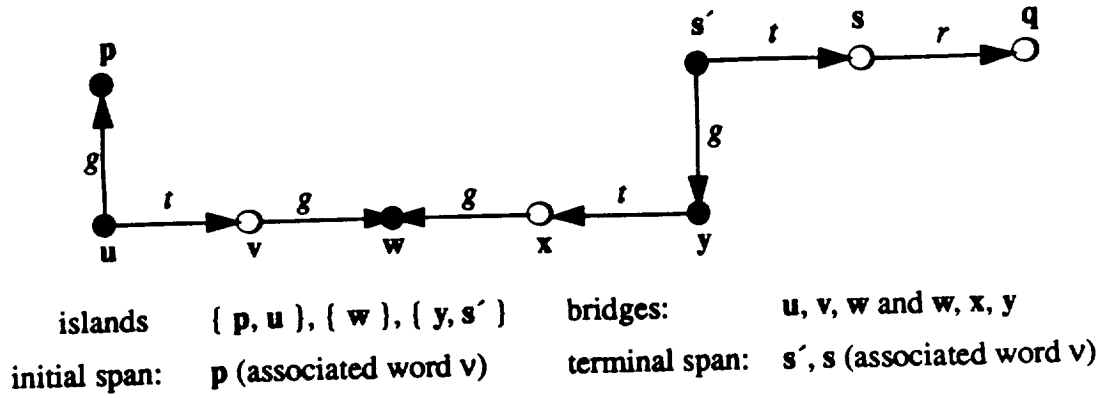 p s´ t s r q
g g
t g g t
u v w x y
islands { p, u }, { w }, { y, s´ } bridges: u, v, w and w, x, y
initial span: p (associated word ν) terminal span: s´, s (associated word ν)